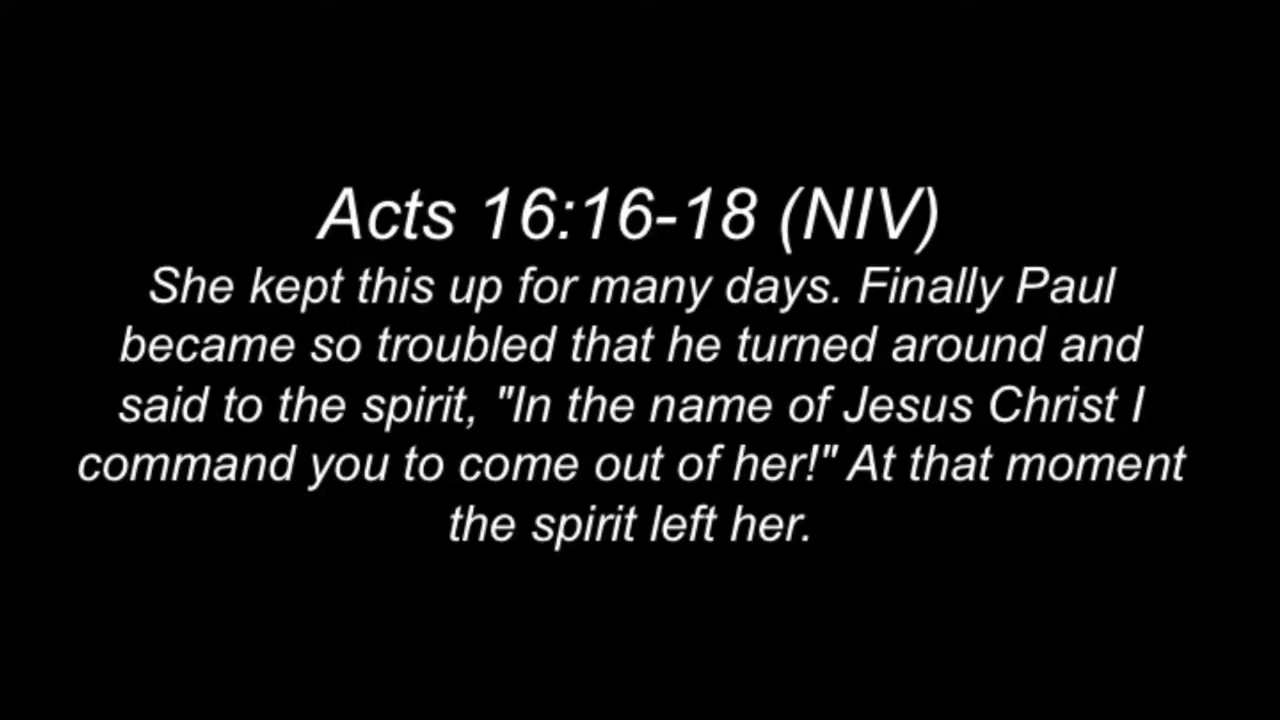 Acts 16:16-18 (NIV)
She kept this up for many days. Finally Paul
became so troubled that he turned around and
said to the spirit, "In the name of Jesus Christ I
command you to come out of her!" At that moment
the spirit left her.